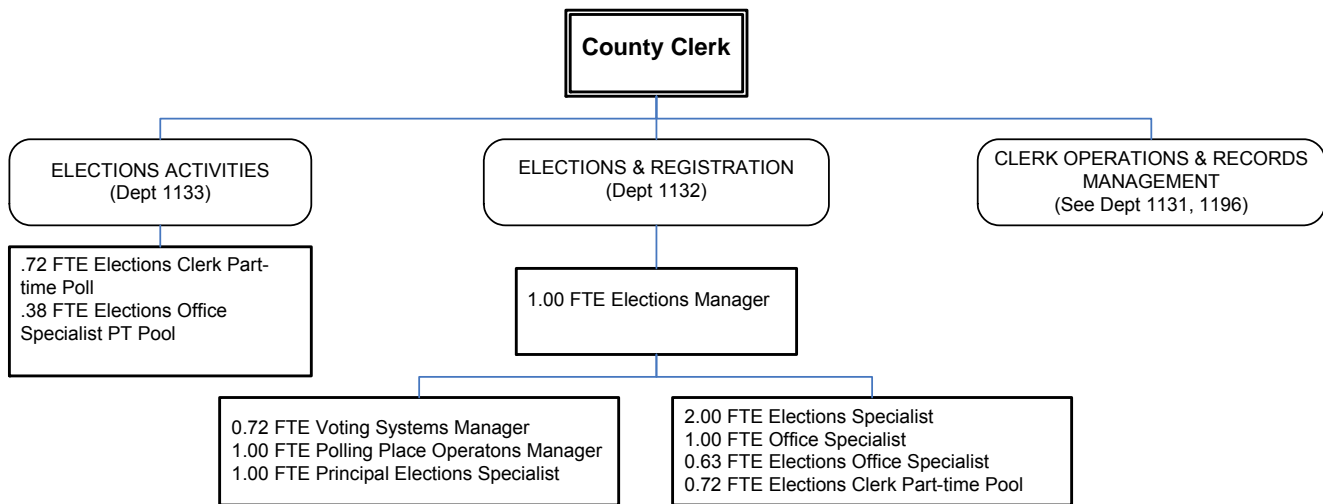 County Clerk
ELECTIONS ACTIVITIES
(Dept 1133)
ELECTIONS & REGISTRATION
(Dept 1132)
CLERK OPERATIONS & RECORDS
MANAGEMENT
(See Dept 1131, 1196)
.72 FTE Elections Clerk Part-
time Poll
.38 FTE Elections Office
Specialist PT Pool
1.00 FTE Elections Manager
0.72 FTE Voting Systems Manager
1.00 FTE Polling Place Operatons Manager
1.00 FTE Principal Elections Specialist
2.00 FTE Elections Specialist
1.00 FTE Office Specialist
0.63 FTE Elections Office Specialist
0.72 FTE Elections Clerk Part-time Pool